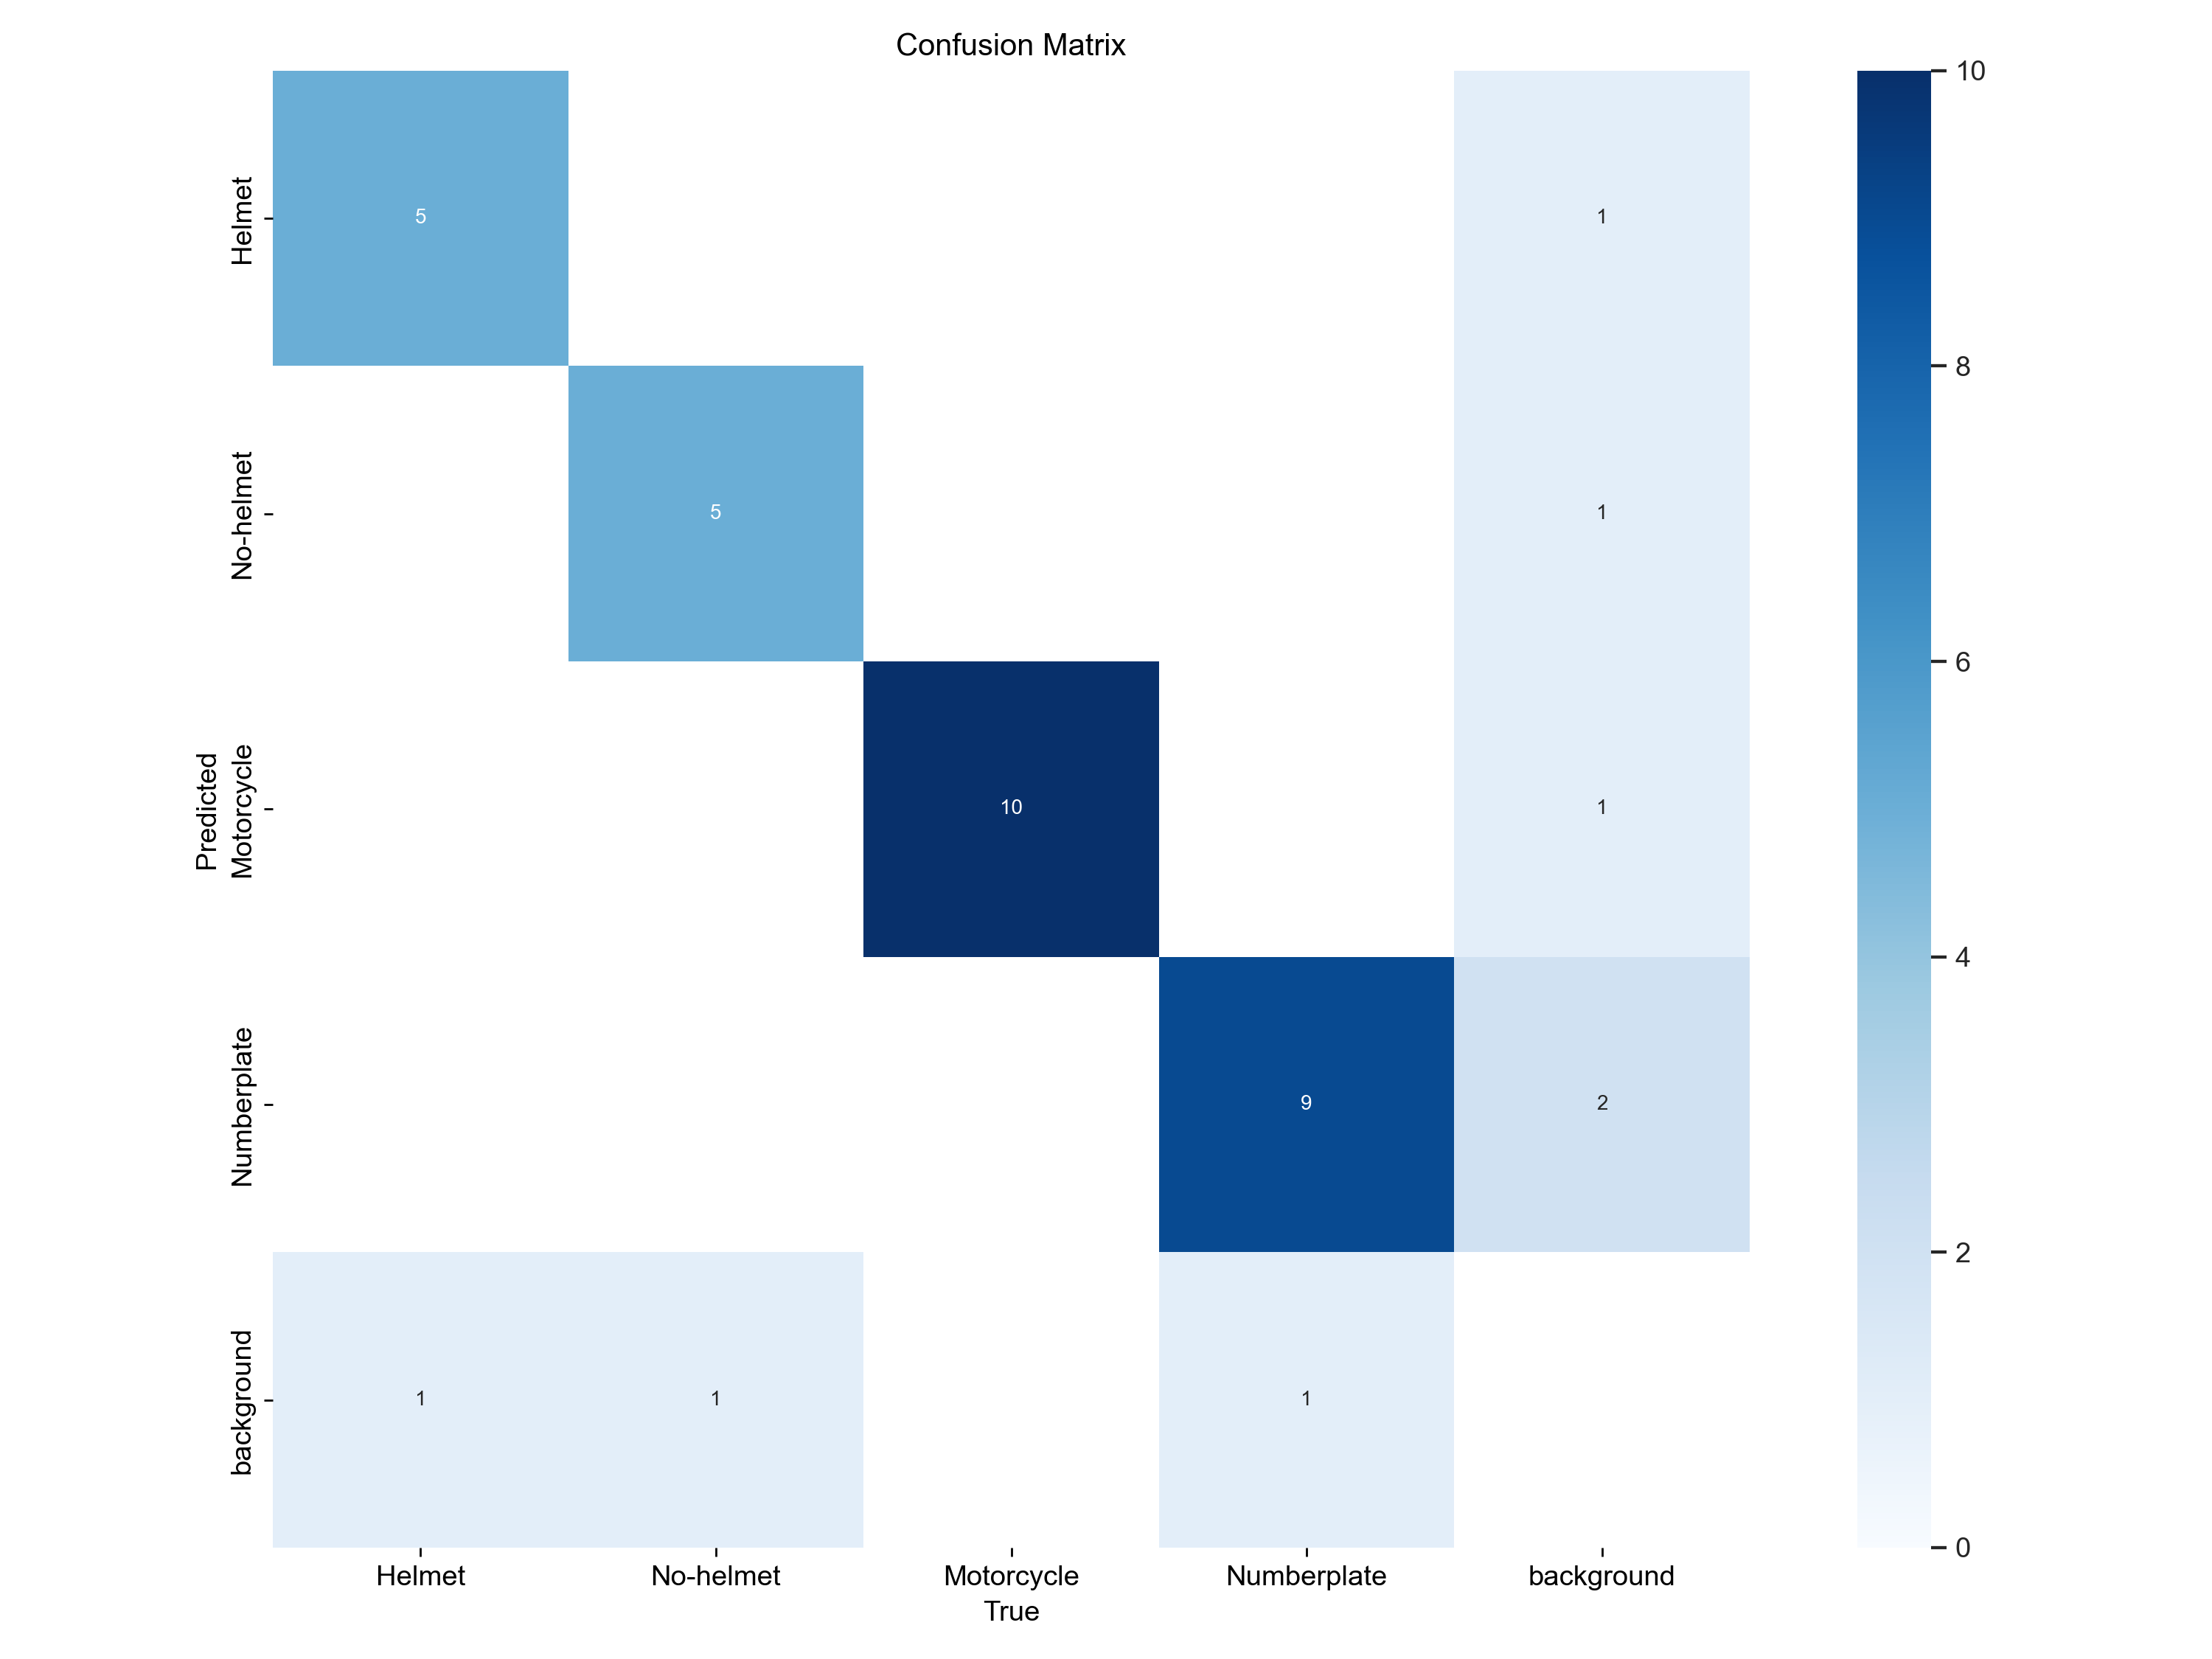 Confusion Matrix
Helmet
5
1
No-helmet
5
1
Predicted
Motorcycle
10
1
Numberplate
9
2
background
1
1
1
Helmet
No-helmet
Motorcycle
Numberplate
background
True
10
8
6
4
2
0